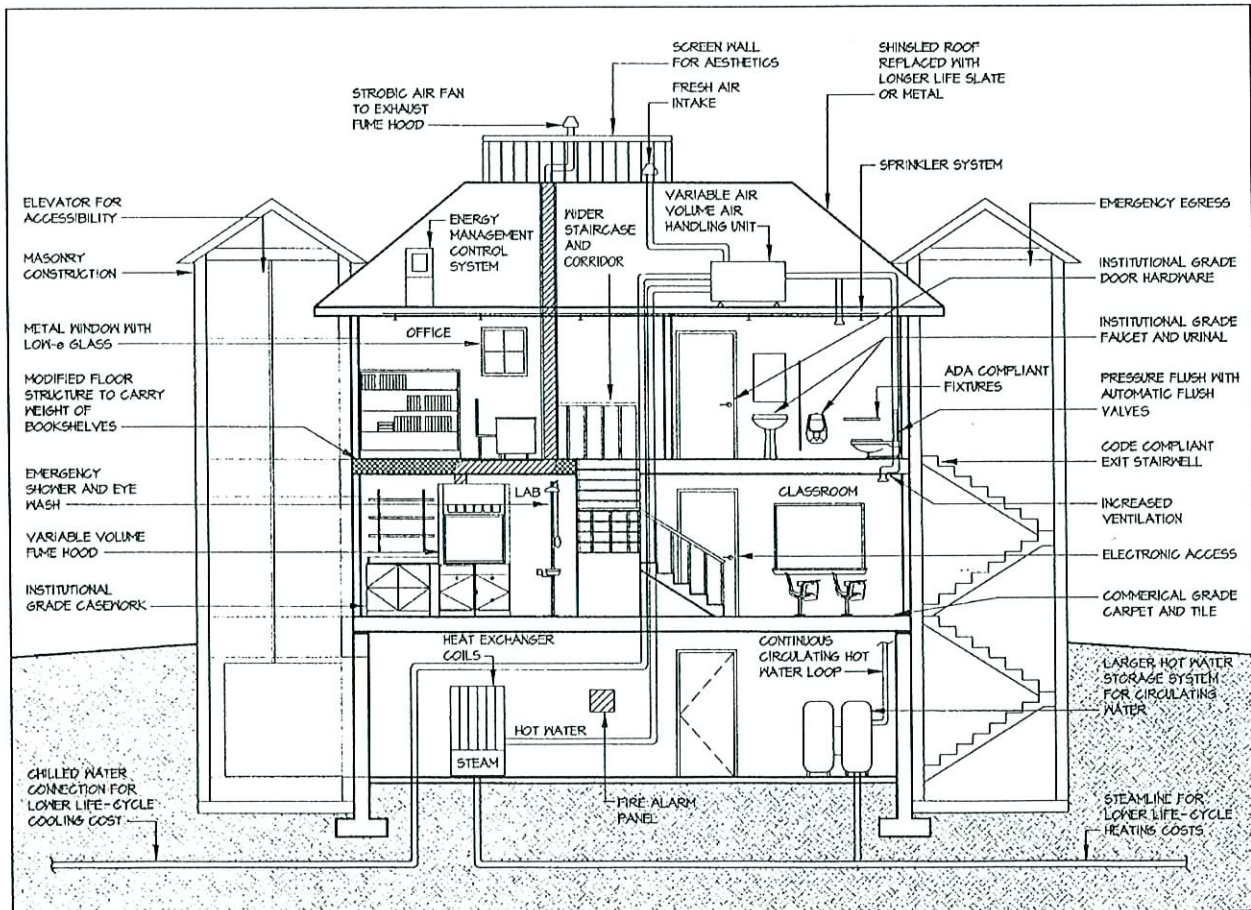 SCREEN WALL
FOR AESTHETICS
SHINGLED ROOF
REPLACED WITH
LONGER LIFE SLATE
OR METAL
STROBIC AIR FAN
TO EXHAUST
FUME HOOD
FRESH AIR
INTAKE
SPRINKLER SYSTEM
ELEVATOR FOR
ACCESSIBILITY
MASONRY
CONSTRUCTION
METAL WINDOW WITH
LOW-e GLASS
MODIFIED FLOOR
STRUCTURE TO CARRY
WEIGHT OF
BOOKSHELVES
EMERGENCY
SHOWER AND EYE
WASH
VARIABLE VOLUME
FUME HOOD
INSTITUTIONAL
GRADE CASEWORK
ENERGY
MANAGEMENT
CONTROL
SYSTEM
WIDER
STAIRCASE
AND
CORRIDOR
VARIABLE AIR
VOLUME AIR
HANDLING UNIT
OFFICE
ADA COMPLIANT
FIXTURES
LAB
CLASSROOM
EMERGENCY EGRESS
INSTITUTIONAL GRADE
DOOR HARDWARE
INSTITUTIONAL GRADE
FAUCET AND URINAL
PRESSURE FLUSH WITH
AUTOMATIC FLUSH
VALVES
CODE COMPLIANT
EXIT STAIRWELL
INCREASED
VENTILATION
ELECTRONIC ACCESS
COMMERICAL GRADE
CARPET AND TILE
LARGER HOT WATER
STORAGE SYSTEM
FOR CIRCULATING
WATER
HEAT EXCHANGER
COILS
CONTINUOUS
CIRCULATING HOT
WATER LOOP
HOT WATER
STEAM
FIRE ALARM
PANEL
CHILLED WATER
CONNECTION FOR
LOWER LIFE-CYCLE
COOLING COST
STEAMLINE FOR
LOWER LIFE-CYCLE
HEATING COSTS